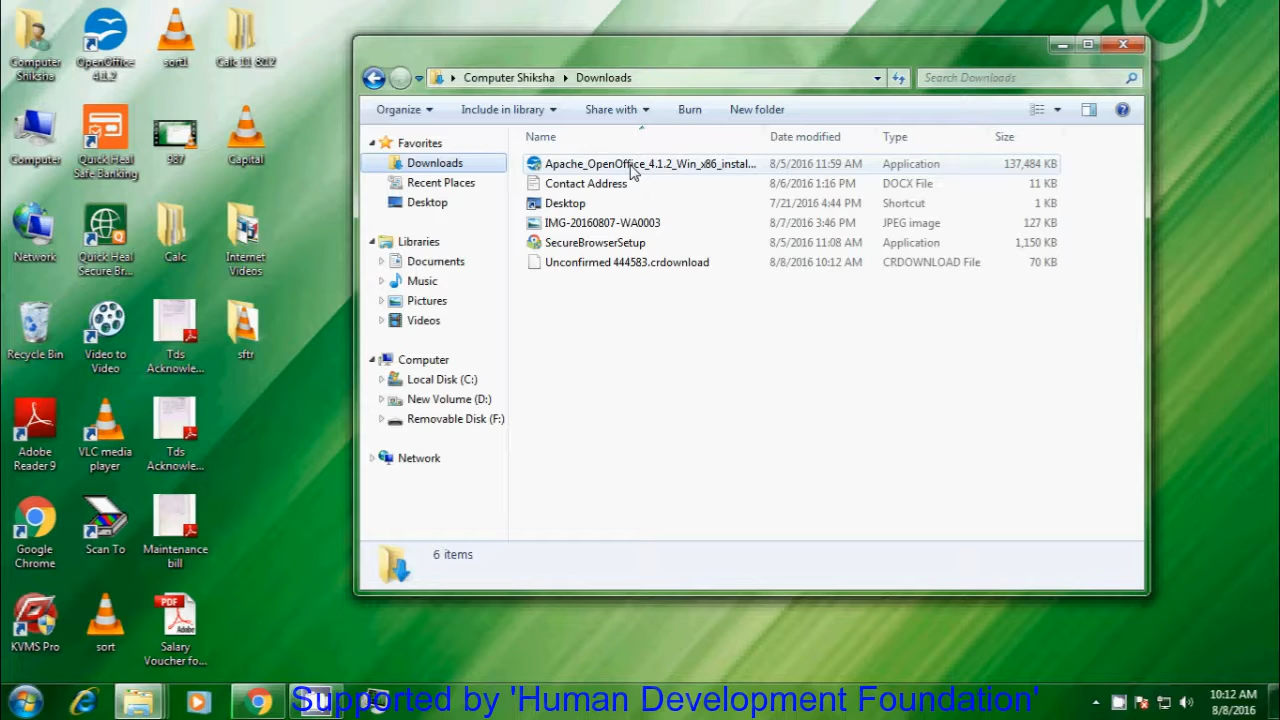 Computer Shiksha
OpenOffice 4.1.2
sort1
Calc 11 8\12
Computer
Quick Heal Safe Banking
987
Capital
Network
Quick Heal Secure Br...
Calc
Internet Videos
Recycle Bin
Video to Video
Tds Acknowle...
sftr
Adobe Reader 9
VLC media player
Tds Acknowle...
Google Chrome
Scan To
Maintenance bill
KVMS Pro
sort
PDF
Adobe
Salary Voucher fo...
Computer Shiksha Downloads
Search Downloads
Organize Include in library Share with Burn New folder
Favorites
Downloads
Recent Places
Desktop
Libraries
Documents
Music
Pictures
Videos
Computer
Local Disk (C:)
New Volume (D:)
Removable Disk (F:)
Network
Name Date modified Type Size
Apache_OpenOffice_4.1.2_Win_x86_instal... 8/5/2016 11:59 AM Application 137,484 KB
Contact Address 8/6/2016 1:16 PM DOCX File 11 KB
Desktop 7/21/2016 4:44 PM Shortcut 1 KB
IMG-20160807-WA0003 8/7/2016 3:46 PM JPEG image 127 KB
SecureBrowserSetup 8/5/2016 11:08 AM Application 1,150 KB
Unconfirmed 444583.crdownload 8/8/2016 10:12 AM CRDOWNLOAD File 70 KB
6 items
Supported by 'Human Development Foundation'
10:12 AM
8/8/2016